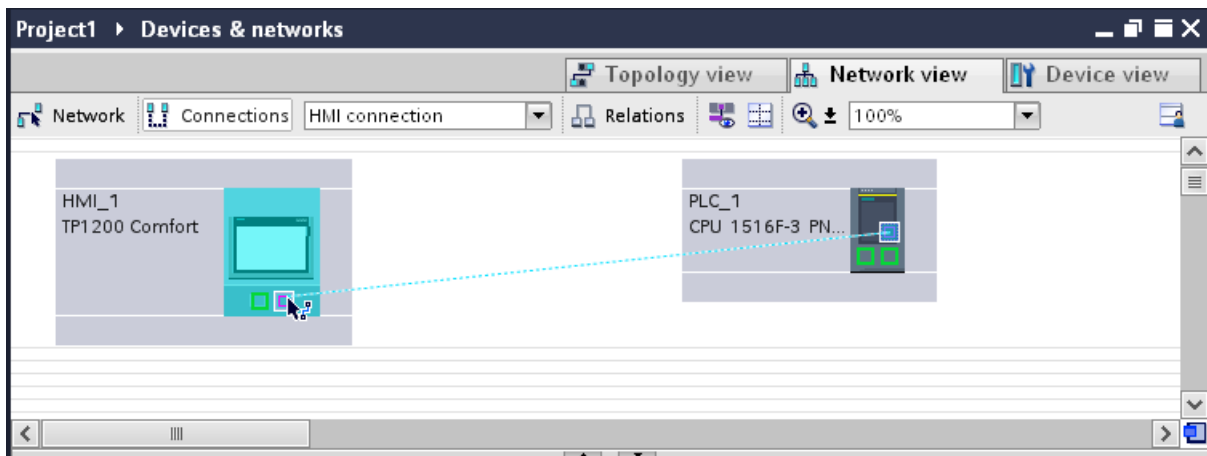 Project1 ▸ Devices & networks
Topology view Network view Device view
Network Connections HMI connection Relations 100%
HMI_1
TP1200 Comfort
PLC_1
CPU 1516F-3 PN...